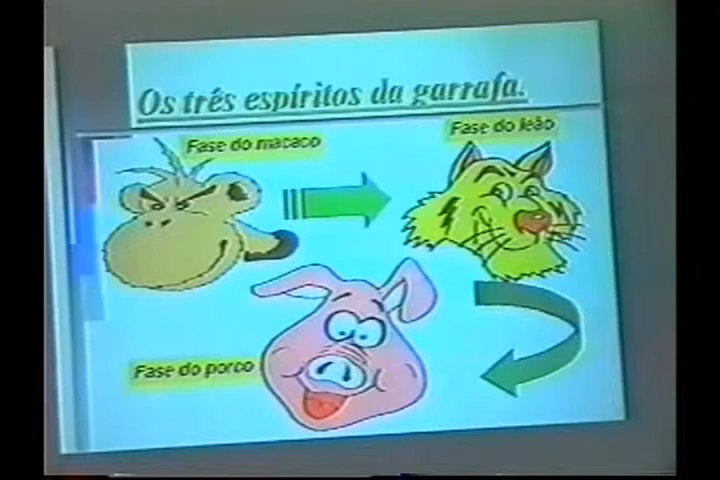 Os três espíritos da garrafa.
Fase do macaco
Fase do leão
Fase do porco